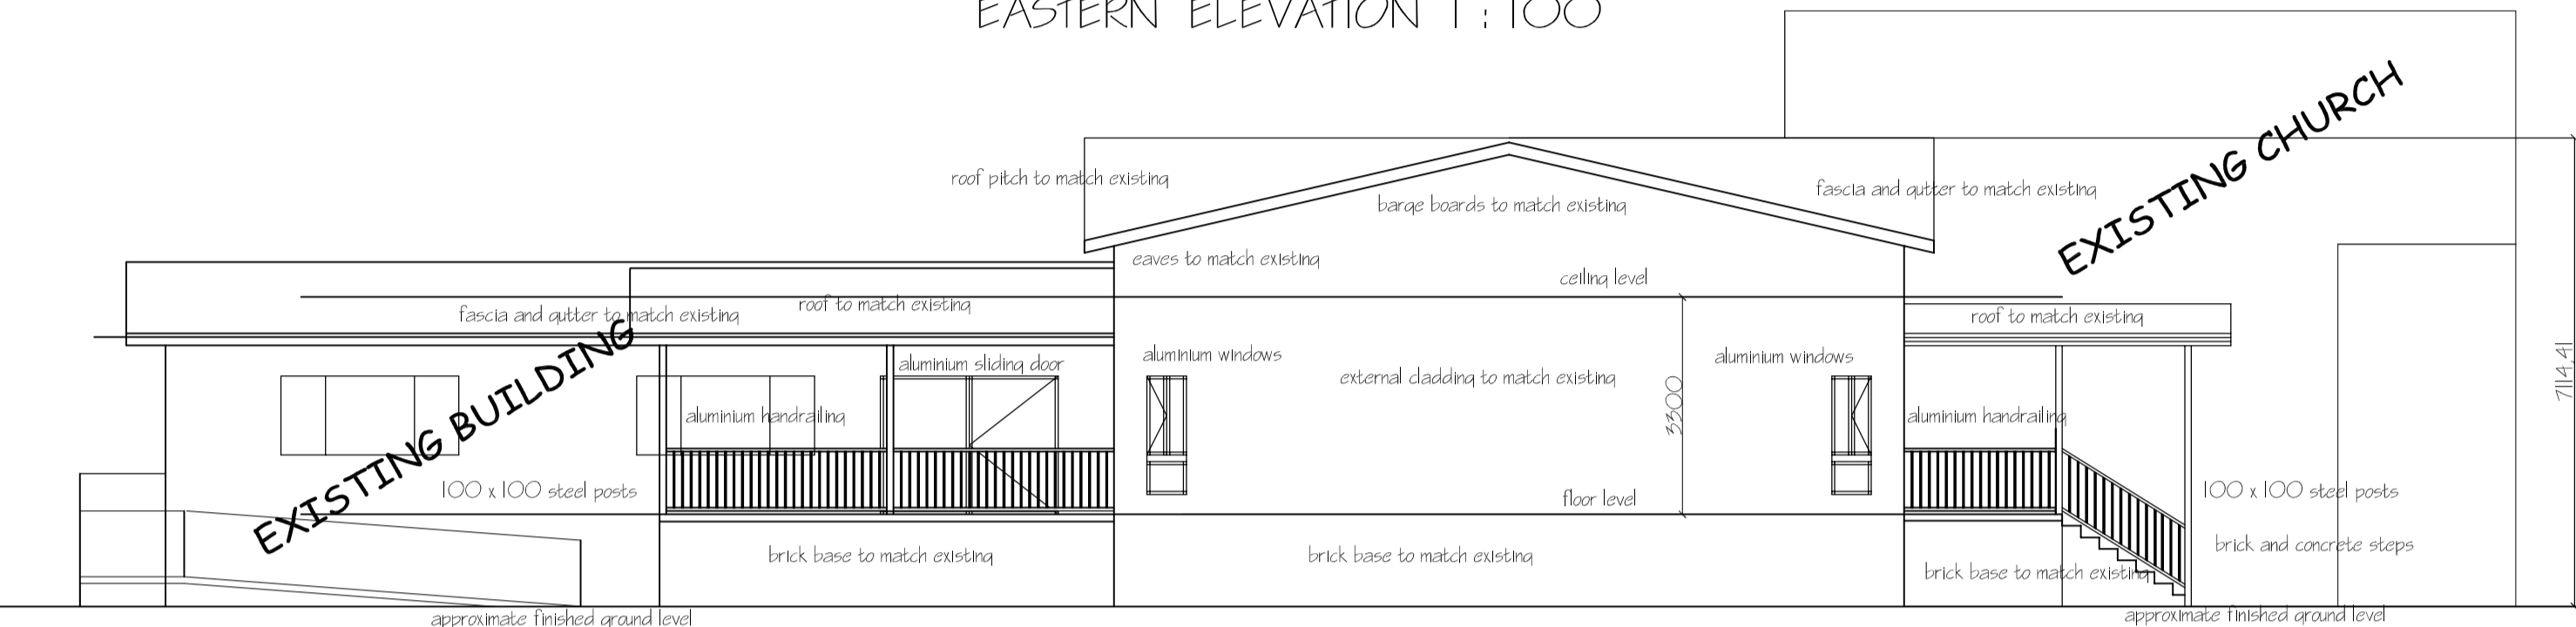 EASTERN ELEVATION 1 : 100
EXISTING CHURCH
roof pitch to match existing
fascia and gutter to match existing
barge boards to match existing
eaves to match existing
ceiling level
fascia and gutter to match existing
roof to match existing
roof to match existing
EXISTING BUILDING
aluminium sliding door
aluminium windows
aluminium windows
external cladding to match existing
3300
7114,41
aluminium handrailing
aluminium handrailing
100 x 100 steel posts
floor level
100 x 100 steel posts
brick base to match existing
brick base to match existing
brick and concrete steps
brick base to match existing
approximate finished ground level
approximate finished ground level